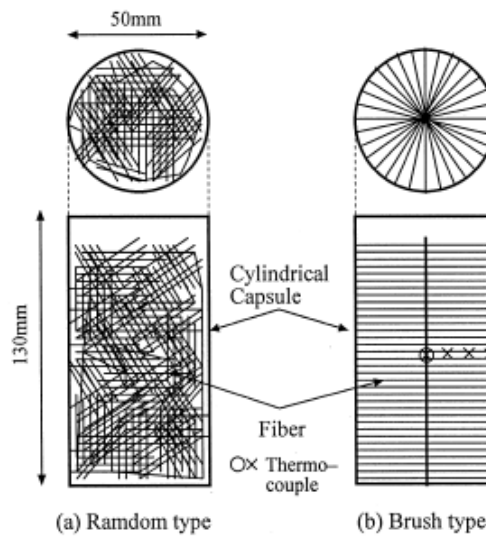 50mm
130mm
Cylindrical
Capsule
Fiber
○× Thermo–
couple
(a) Ramdom type
(b) Brush type